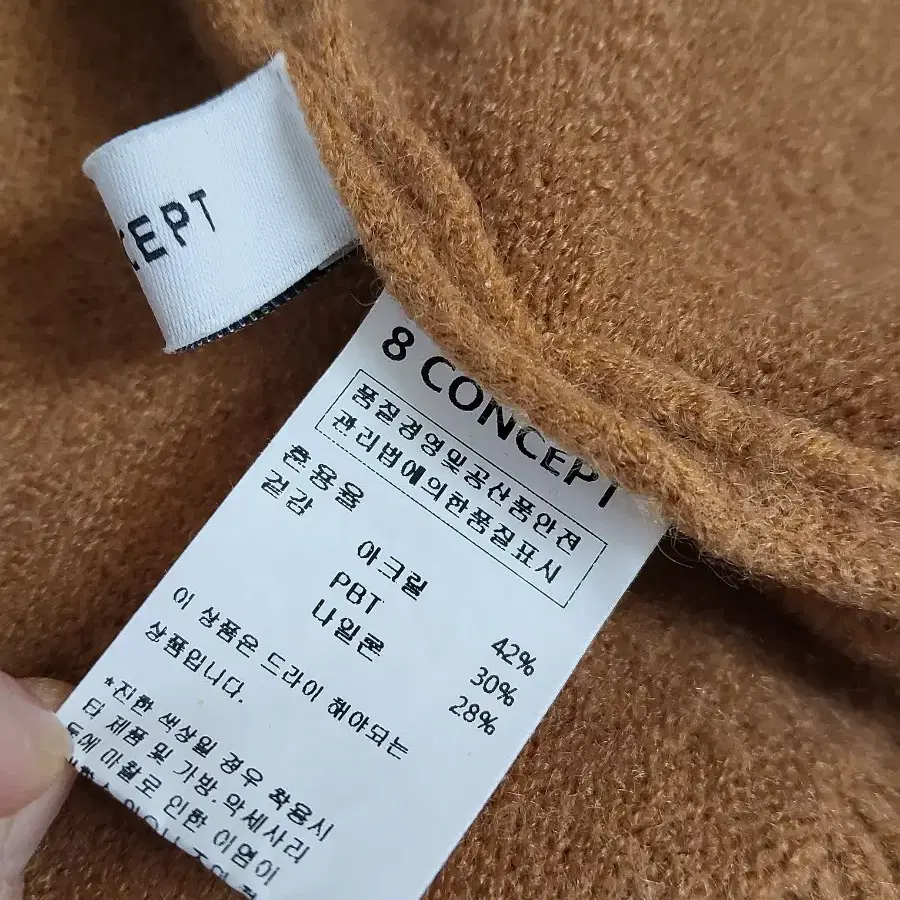 CEPT
8 CONCEPT
품질경영및공산품안전
관리법에의한품질표시
혼용율
겉감
아크릴 42%
PBT 30%
나일론 28%
이 상품은 드라이 해야되는
상품입니다.
*진한 색상일 경우 착용시
타 제품 및 가방.악세사리
등에 마찰로 인한 이염이